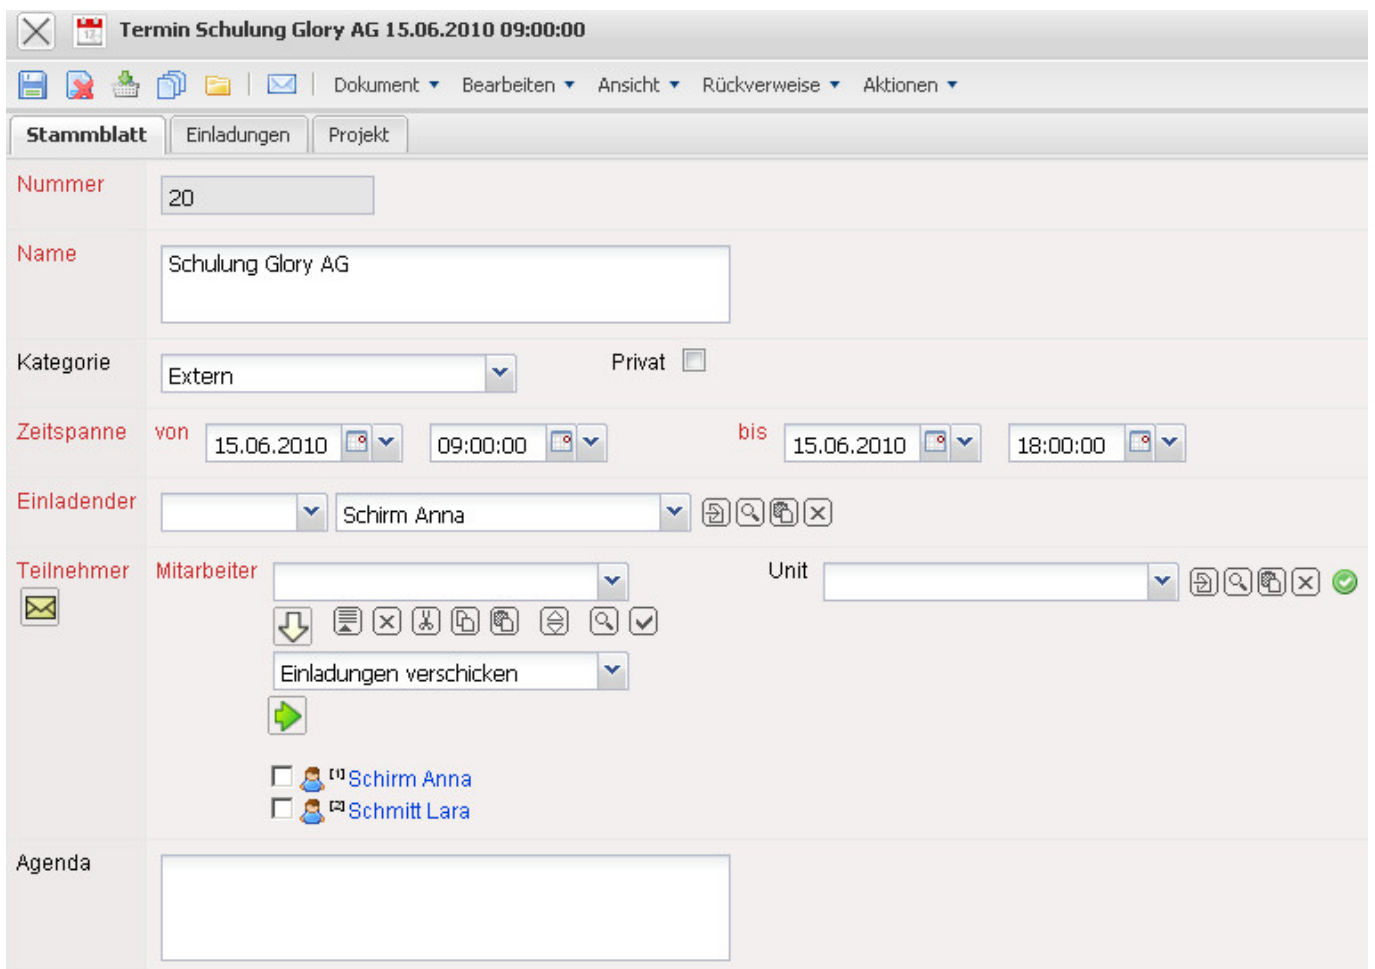 Termin Schulung Glory AG 15.06.2010 09:00:00
Dokument Bearbeiten Ansicht Rückverweise Aktionen
Stammblatt Einladungen Projekt
Nummer 20
Name Schulung Glory AG
Kategorie Extern Privat
Zeitspanne von 15.06.2010 09:00:00 bis 15.06.2010 18:00:00
Einladender Schirm Anna
Teilnehmer Mitarbeiter Unit
Einladungen verschicken
[1] Schirm Anna
[2] Schmitt Lara
Agenda